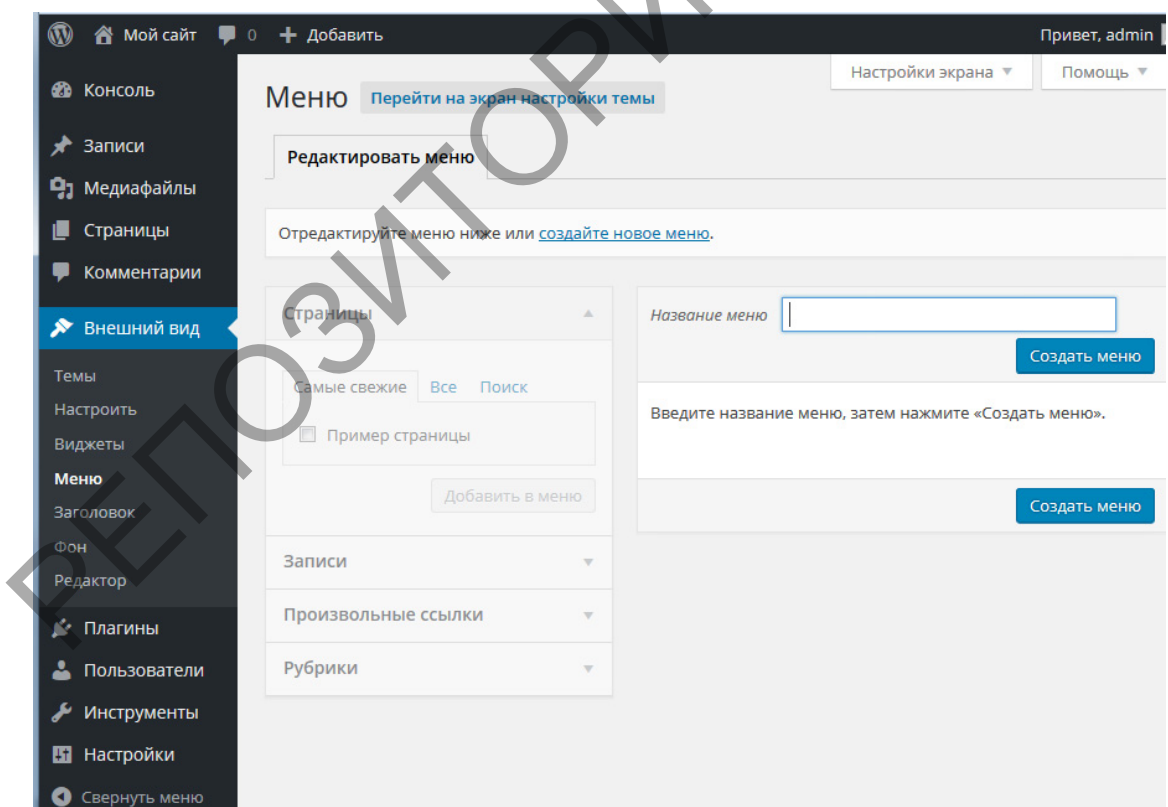 Мой сайт 0 Добавить Привет, admin
Настройки экрана Помощь
Консоль
Записи
Медиафайлы
Страницы
Комментарии
Внешний вид
Темы
Настроить
Виджеты
Меню
Заголовок
Фон
Редактор
Плагины
Пользователи
Инструменты
Настройки
Свернуть меню
Меню Перейти на экран настройки темы
Редактировать меню
Отредактируйте меню ниже или создайте новое меню.
Страницы
Самые свежие Все Поиск
Пример страницы
Добавить в меню
Записи
Произвольные ссылки
Рубрики
Название меню
Создать меню
Введите название меню, затем нажмите «Создать меню».
Создать меню
РЕПОЗИТОРИ